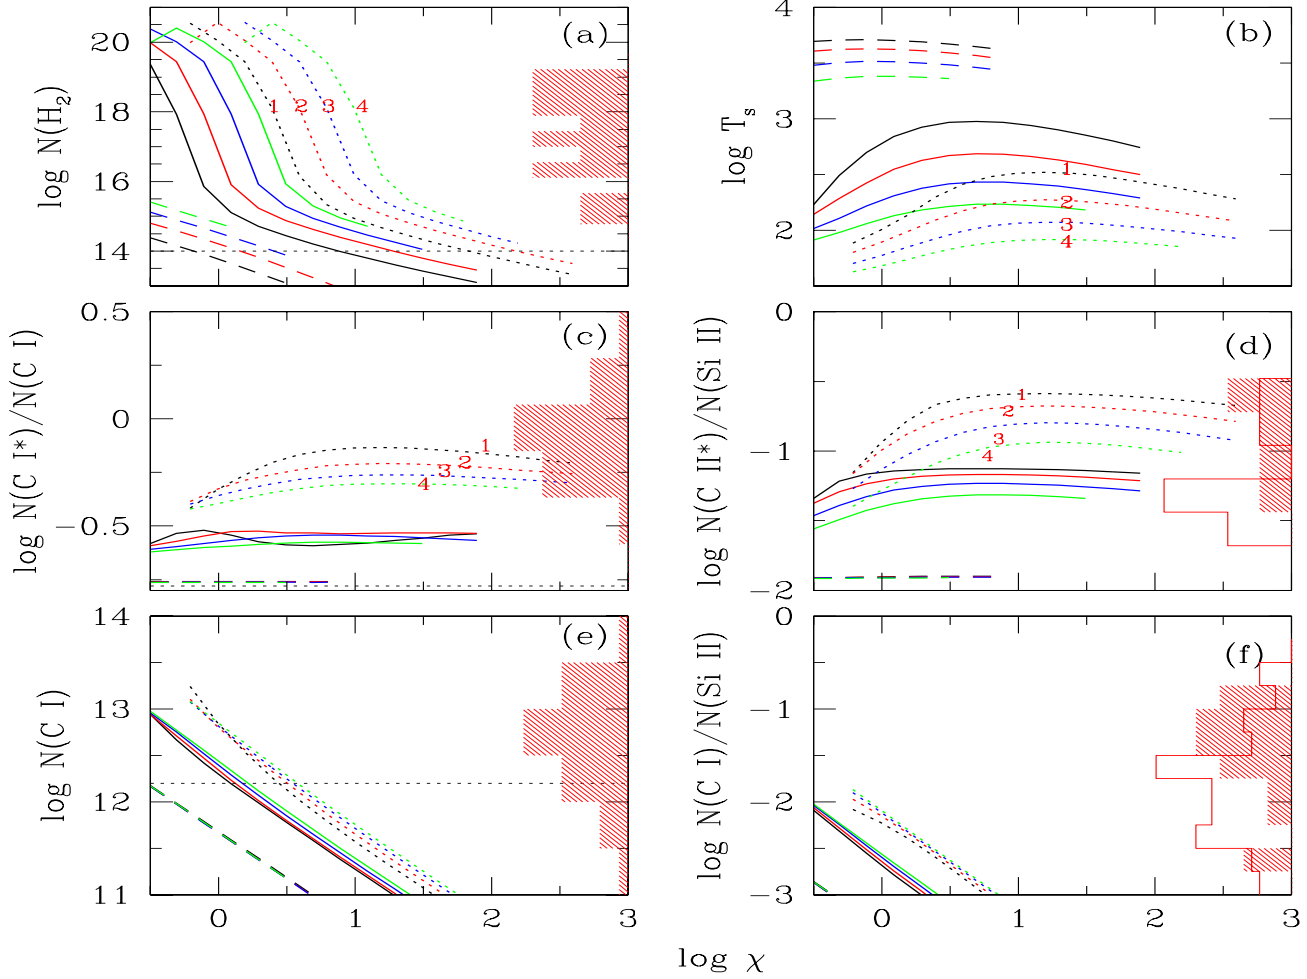 20
18
16
14
log N(H2)
(a)
1 2 3 4
4
3
2
log Ts
(b)
1
2
3
4
0.5
0
−0.5
log N(C I*)/N(C I)
(c)
1
2
3
4
0
−1
−2
log N(C II*)/N(Si II)
(d)
1
2
3
4
14
13
12
11
log N(C I)
(e)
0 1 2 3
0
−1
−2
−3
log N(C I)/N(Si II)
(f)
0 1 2 3
log χ